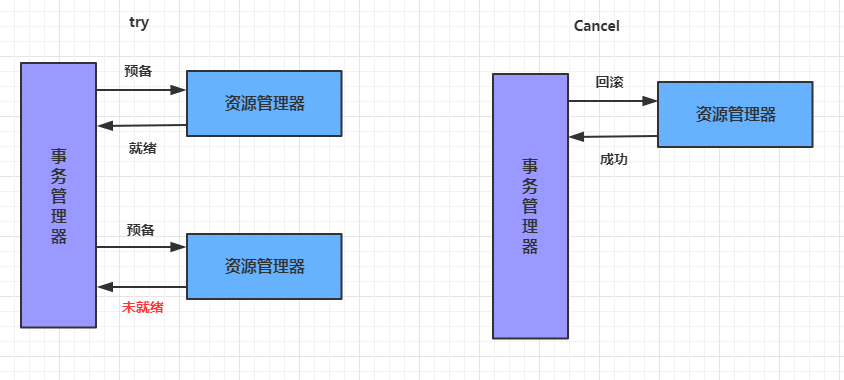 try
预备
资源管理器
就绪
事务管理器
预备
资源管理器
未就绪
Cancel
回滚
资源管理器
成功
事务管理器